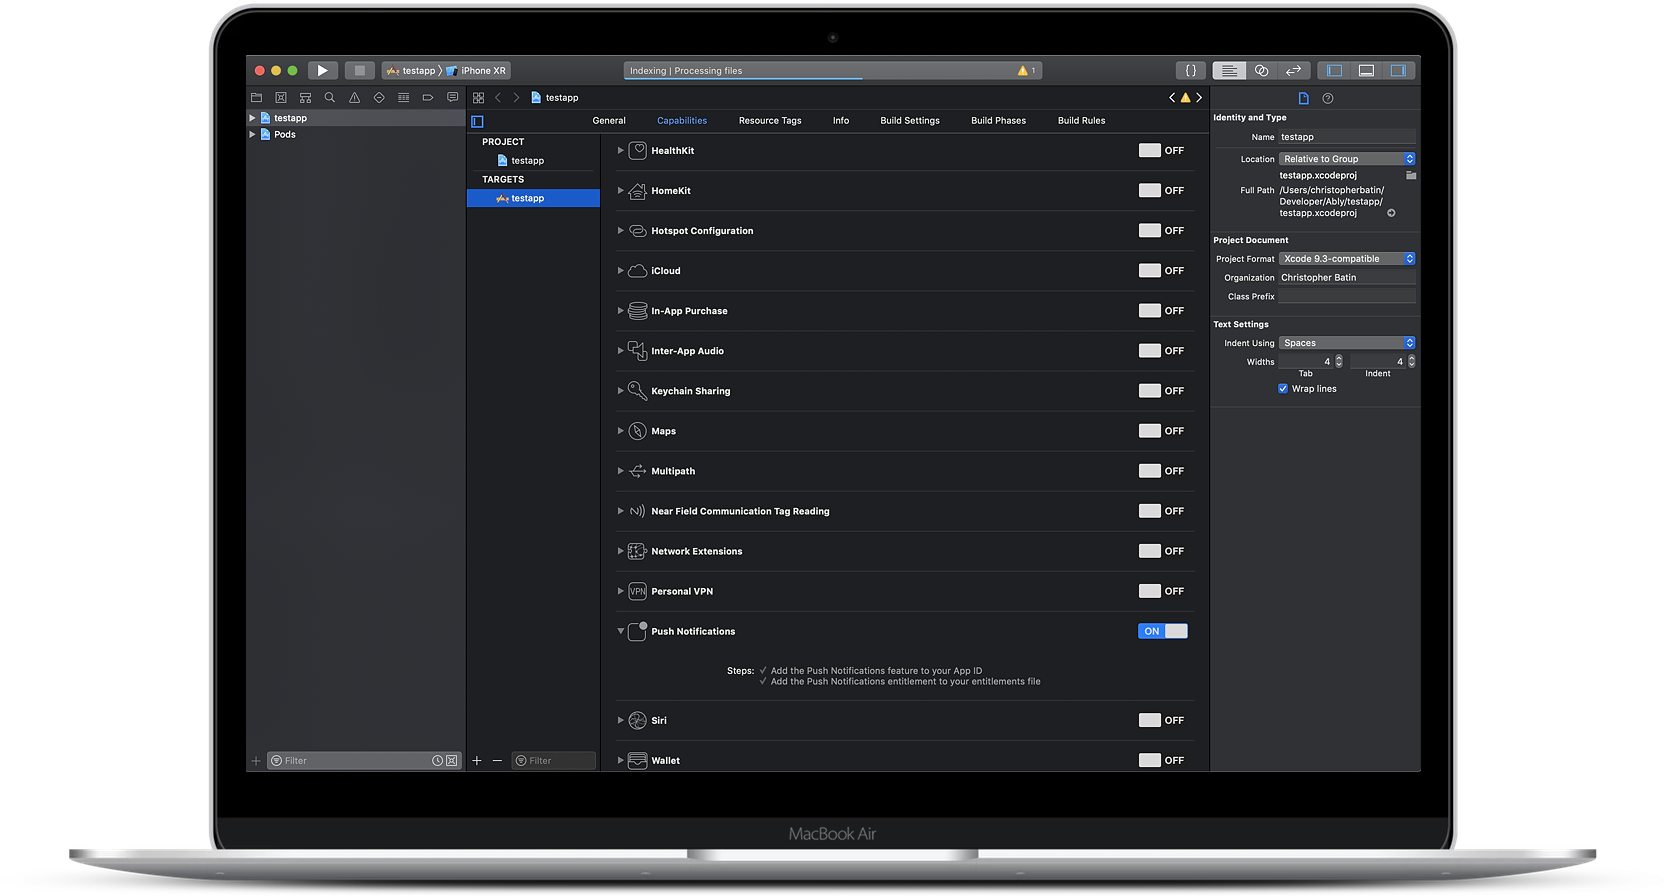 testapp 〉 iPhone XR
Indexing | Processing files
1
{}
testapp
Pods
testapp
General Capabilities Resource Tags Info Build Settings Build Phases Build Rules
PROJECT
testapp
TARGETS
testapp
HealthKit OFF
HomeKit OFF
Hotspot Configuration OFF
iCloud OFF
In-App Purchase OFF
Inter-App Audio OFF
Keychain Sharing OFF
Maps OFF
Multipath OFF
Near Field Communication Tag Reading OFF
Network Extensions OFF
VPN Personal VPN OFF
Push Notifications ON
Steps: ✓ Add the Push Notifications feature to your App ID
✓ Add the Push Notifications entitlement to your entitlements file
Siri OFF
Wallet OFF
Filter
Filter
Identity and Type
Name testapp
Location Relative to Group
testapp.xcodeproj
Full Path /Users/christopherbatin/
Developer/Ably/testapp/
testapp.xcodeproj
Project Document
Project Format Xcode 9.3-compatible
Organization Christopher Batin
Class Prefix
Text Settings
Indent Using Spaces
Widths 4 4
Tab Indent
Wrap lines
MacBook Air